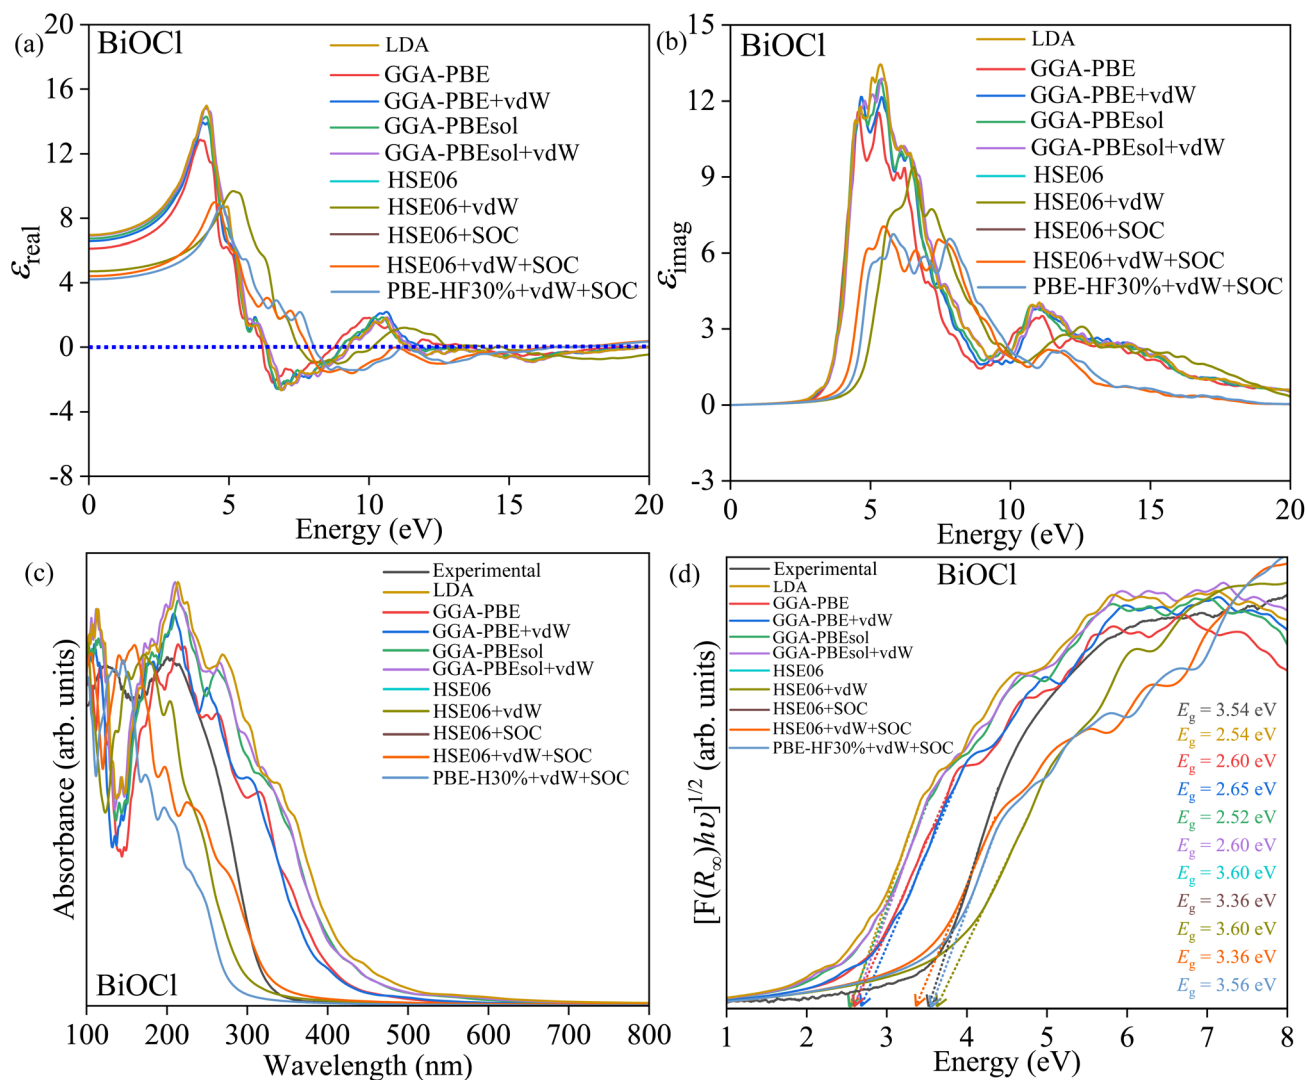 (a)
BiOCl
LDA
GGA-PBE
GGA-PBE+vdW
GGA-PBEsol
GGA-PBEsol+vdW
HSE06
HSE06+vdW
HSE06+SOC
HSE06+vdW+SOC
PBE-HF30%+vdW+SOC
20
16
12
8
4
0
-4
-8
εreal
0 5 10 15 20
Energy (eV)
(b)
BiOCl
LDA
GGA-PBE
GGA-PBE+vdW
GGA-PBEsol
GGA-PBEsol+vdW
HSE06
HSE06+vdW
HSE06+SOC
HSE06+vdW+SOC
PBE-HF30%+vdW+SOC
15
12
9
6
3
0
-3
εimag
0 5 10 15 20
Energy (eV)
(c)
Experimental
LDA
GGA-PBE
GGA-PBE+vdW
GGA-PBEsol
GGA-PBEsol+vdW
HSE06
HSE06+vdW
HSE06+SOC
HSE06+vdW+SOC
PBE-H30%+vdW+SOC
Absorbance (arb. units)
BiOCl
100 200 300 400 500 600 700 800
Wavelength (nm)
(d)
BiOCl
Experimental
LDA
GGA-PBE
GGA-PBE+vdW
GGA-PBEsol
GGA-PBEsol+vdW
HSE06
HSE06+vdW
HSE06+SOC
HSE06+vdW+SOC
PBE-HF30%+vdW+SOC
[F(R∞)hυ]1/2 (arb. units)
Eg = 3.54 eV
Eg = 2.54 eV
Eg = 2.60 eV
Eg = 2.65 eV
Eg = 2.52 eV
Eg = 2.60 eV
Eg = 3.60 eV
Eg = 3.36 eV
Eg = 3.60 eV
Eg = 3.36 eV
Eg = 3.56 eV
1 2 3 4 5 6 7 8
Energy (eV)